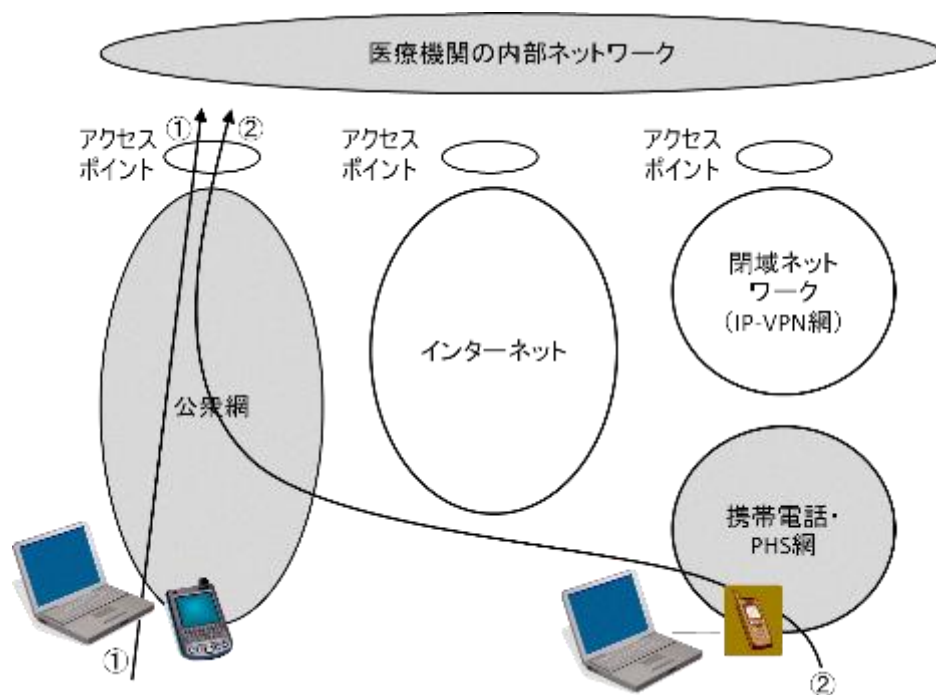 医療機関の内部ネットワーク
①
②
アクセス
ポイント
アクセス
ポイント
アクセス
ポイント
閉域ネット
ワーク
（IP-VPN網）
インターネット
公衆網
携帯電話・
PHS網
①
②